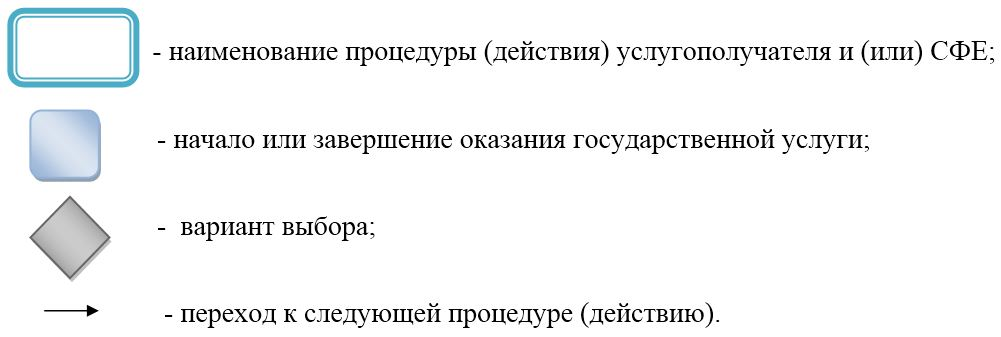 - наименование процедуры (действия) услугополучателя и (или) СФЕ;
- начало или завершение оказания государственной услуги;
- вариант выбора;
- переход к следующей процедуре (действию).